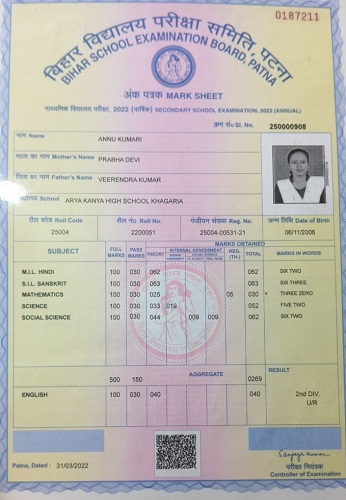 0187211
बिहार विद्यालय परीक्षा समिति, पटना
BIHAR SCHOOL EXAMINATION BOARD, PATNA
अंक पत्रक MARK SHEET
माध्यमिक विद्यालय परीक्षा, 2022 (वार्षिक) SECONDARY SCHOOL EXAMINATION, 2022 (ANNUAL)
क्रम सं० Sl. No. 250000908
नाम Name ANNU KUMARI
माता का नाम Mother's Name PRABHA DEVI
पिता का नाम Father's Name VEERENDRA KUMAR
School ARYA KANYA HIGH SCHOOL KHAGARIA
रौल कोड Roll Code रौल नं० Roll No. पंजीयन संख्या Reg. No. जन्म तिथि Date of Birth
25004 2200051 25004-00531-21 06/11/2006
MARKS OBTAINED
SUBJECT FULL MARKS PASS MARKS THEORY INTERNAL ASSESSMENT REG. (TH.) TOTAL MARKS IN WORDS
M.I.L. HINDI 100 030 062 062 SIX TWO
S.I.L. SANSKRIT 100 030 063 063 SIX THREE
MATHEMATICS 100 030 025 05 030 * THREE ZERO
SCIENCE 100 030 033 019 052 FIVE TWO
SOCIAL SCIENCE 100 030 044 009 009 062 SIX TWO
AGGREGATE RESULT
500 150 0269
ENGLISH 100 030 040 040 2nd DIV.
U/R
Sanjay Kumar
Patna, Dated : 31/03/2022
परीक्षा नियंत्रक
Controller of Examination